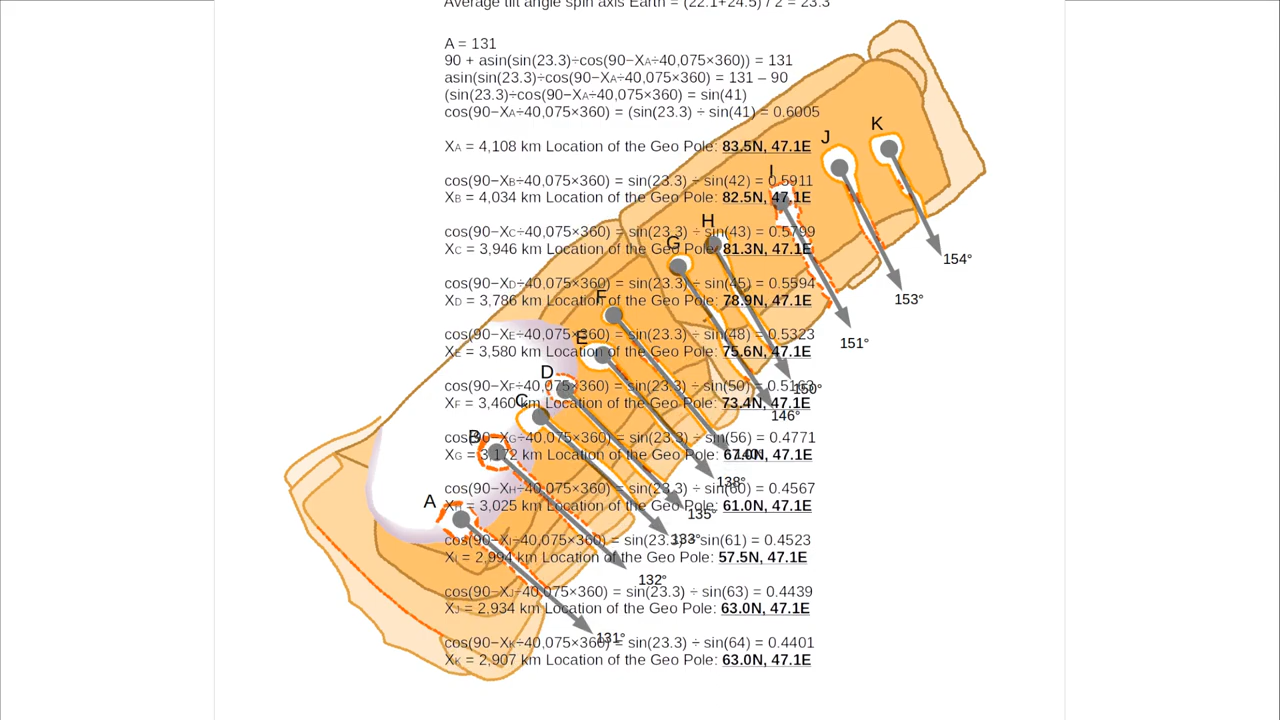 Average tilt angle spin axis Earth = (22.1+24.5) / 2 = 23.3
A = 131
90 + asin(sin(23.3)÷cos(90−XA÷40,075×360)) = 131
asin(sin(23.3)÷cos(90−XA÷40,075×360) = 131 – 90
(sin(23.3)÷cos(90−XA÷40,075×360) = sin(41)
cos(90−XA÷40,075×360) = (sin(23.3) ÷ sin(41) = 0.6005
XA = 4,108 km Location of the Geo Pole: 83.5N, 47.1E
cos(90−XB÷40,075×360) = sin(23.3) ÷ sin(42) = 0.5911
XB = 4,034 km Location of the Geo Pole: 82.5N, 47.1E
cos(90−XC÷40,075×360) = sin(23.3) ÷ sin(43) = 0.5799
XC = 3,946 km Location of the Geo Pole: 81.3N, 47.1E
cos(90−XD÷40,075×360) = sin(23.3) ÷ sin(45) = 0.5594
XD = 3,786 km Location of the Geo Pole: 78.9N, 47.1E
cos(90−XE÷40,075×360) = sin(23.3) ÷ sin(48) = 0.5323
XE = 3,580 km Location of the Geo Pole: 75.6N, 47.1E
cos(90−XF÷40,075×360) = sin(23.3) ÷ sin(50) = 0.5163
XF = 3,460 km Location of the Geo Pole: 73.4N, 47.1E
cos(90−XG÷40,075×360) = sin(23.3) ÷ sin(56) = 0.4771
XG = 3,172 km Location of the Geo Pole: 47.1E
cos(90−XH÷40,075×360) = sin(23.3) ÷ sin(60) = 0.4567
XH = 3,025 km Location of the Geo Pole: 61.0N, 47.1E
cos(90−XI÷40,075×360) = sin(23.3) ÷ sin(61) = 0.4523
XI = 2,994 km Location of the Geo Pole: 57.5N, 47.1E
cos(90−XJ÷40,075×360) = sin(23.3) ÷ sin(63) = 0.4439
XJ = 2,934 km Location of the Geo Pole: 63.0N, 47.1E
cos(90−XK÷40,075×360) = sin(23.3) ÷ sin(64) = 0.4401
XK = 2,907 km Location of the Geo Pole: 63.0N, 47.1E
A
B
C
D
E
F
G
H
I
J
K
131°
132°
133°
135°
138°
146°
150°
151°
153°
154°